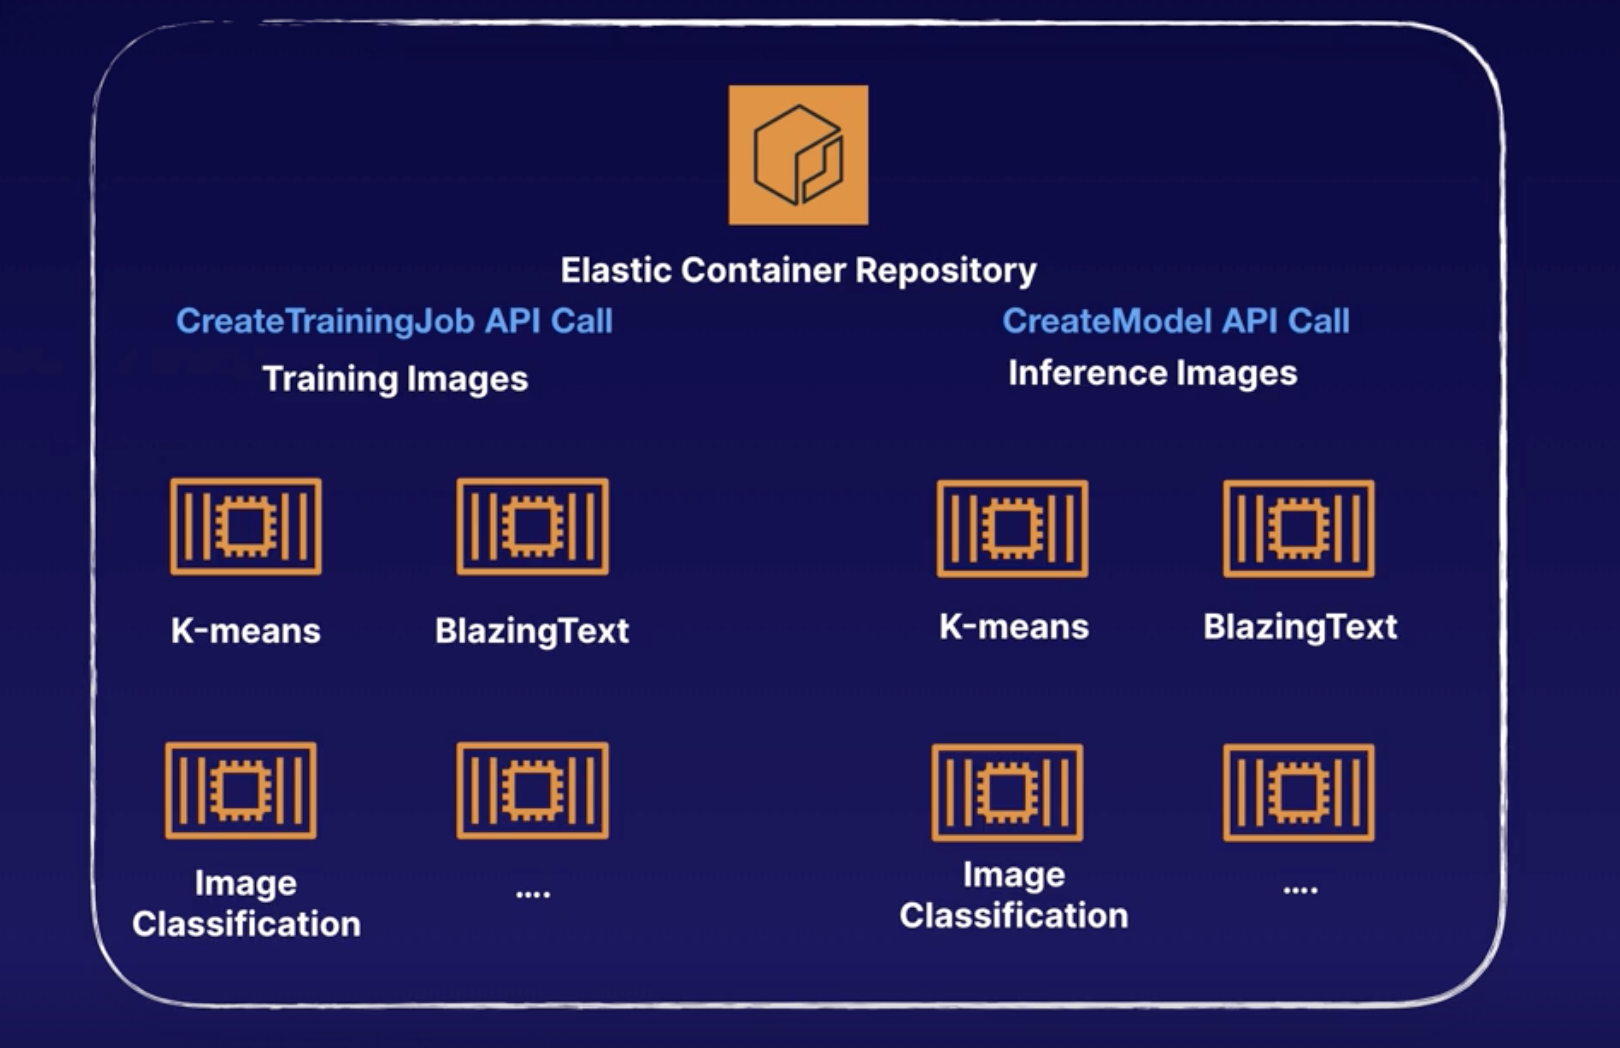 Elastic Container Repository
CreateTrainingJob API Call
Training Images
K-means
BlazingText
Image
Classification
....
CreateModel API Call
Inference Images
K-means
BlazingText
Image
Classification
....